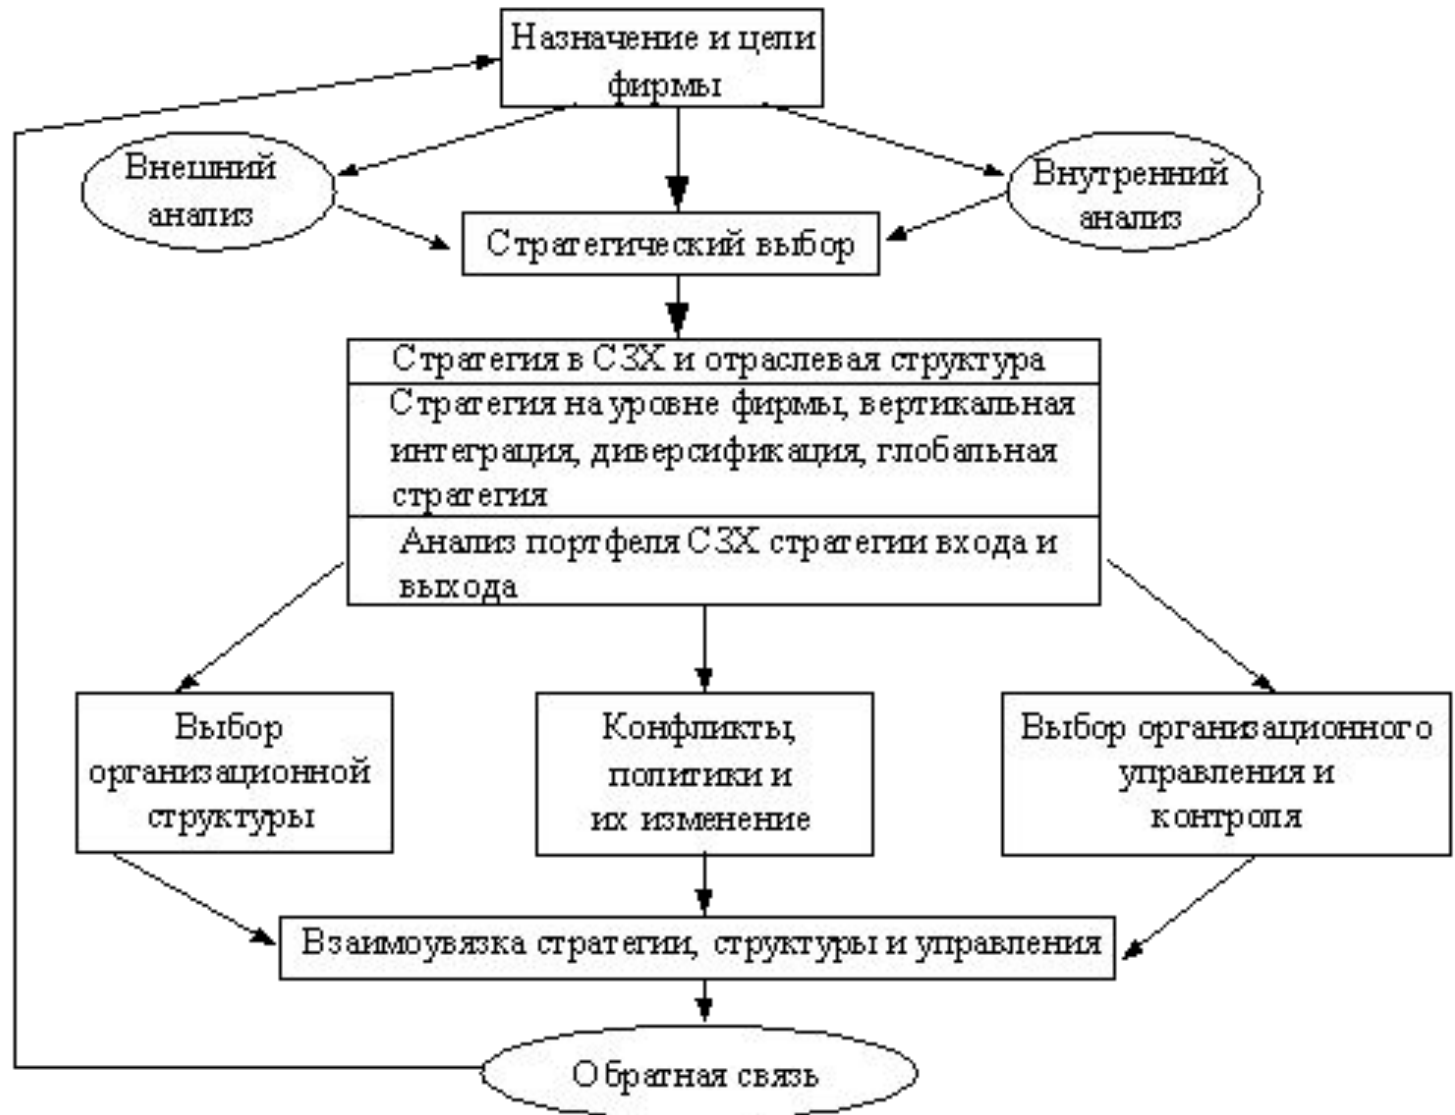 Назначение и цели
фирмы
Внешний
анализ
Внутренний
анализ
Стратегический выбор
Стратегия в СЗХ и отраслевая структура
Стратегия на уровне фирмы, вертикальная
интеграция, диверсификация, глобальная
стратегия
Анализ портфеля СЗХ стратегии входа и
выхода
Выбор
организационной
структуры
Конфликты,
политики и
их изменение
Выбор организационного
управления и
контроля
Взаимоувязка стратегии, структуры и управления
Обратная связь